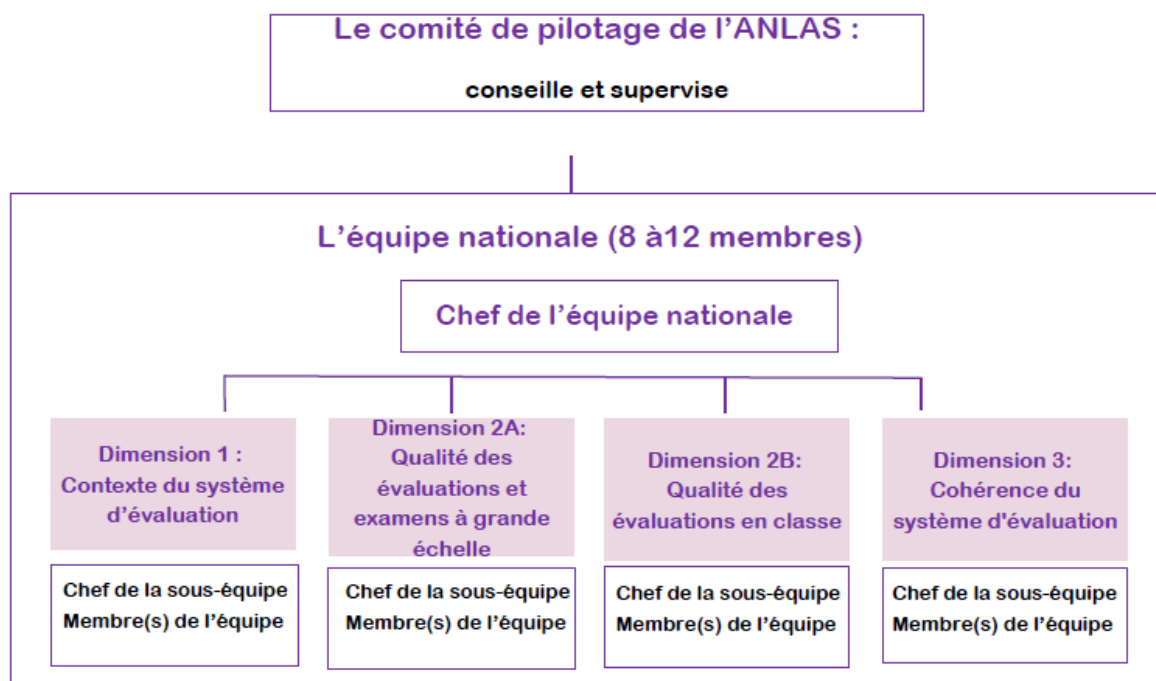 Le comité de pilotage de l'ANLAS :
conseille et supervise
L'équipe nationale (8 à12 membres)
Chef de l'équipe nationale
Dimension 1 :
Contexte du système
d'évaluation
Dimension 2A:
Qualité des
évaluations et
examens à grande
échelle
Dimension 2B:
Qualité des
évaluations en classe
Dimension 3:
Cohérence du
système d'évaluation
Chef de la sous-équipe
Membre(s) de l'équipe
Chef de la sous-équipe
Membre(s) de l'équipe
Chef de la sous-équipe
Membre(s) de l'équipe
Chef de la sous-équipe
Membre(s) de l'équipe